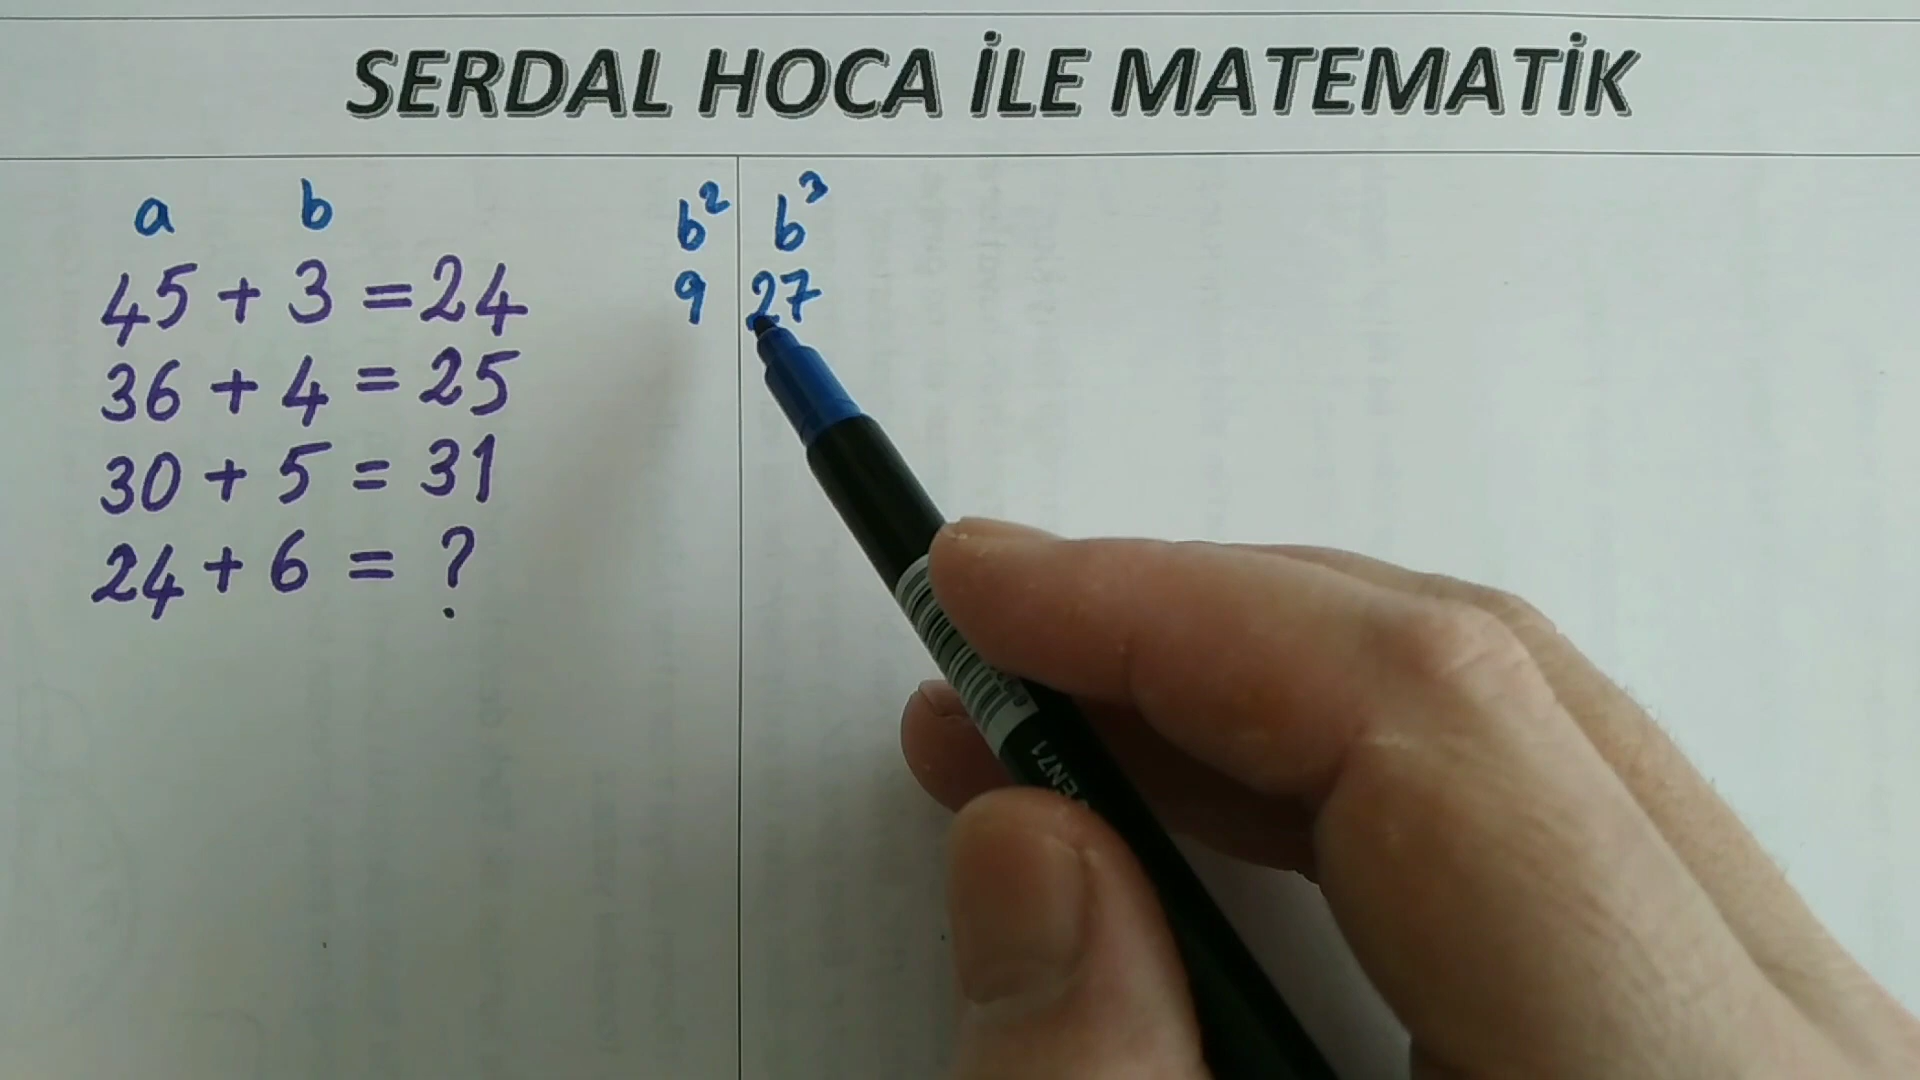 SERDAL HOCA İLE MATEMATİK
a b
45 + 3 = 24
36 + 4 = 25
30 + 5 = 31
24 + 6 = ?
b² b³
9 27
EN71